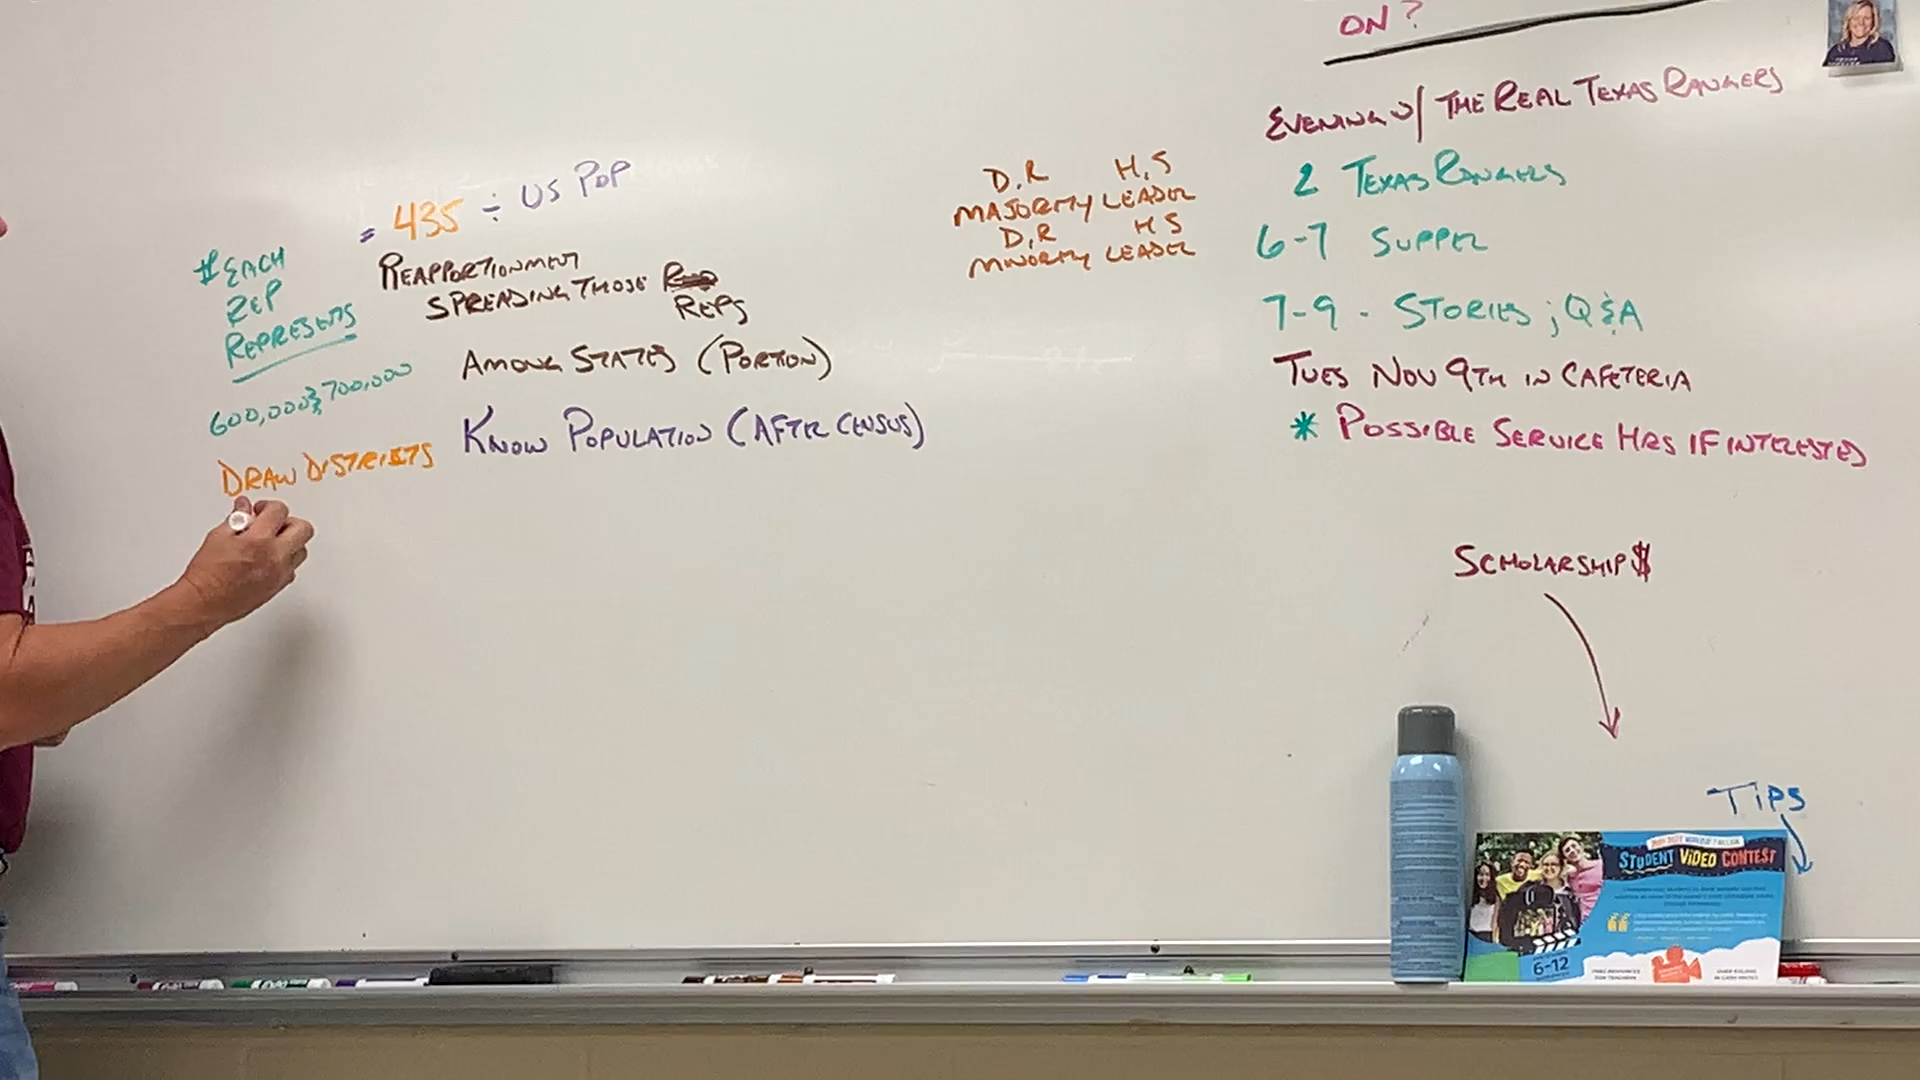 ON?
EVENING W/ THE REAL TEXAS RANGERS
2 TEXAS RANGERS
6-7 SUPPER
7-9 - STORIES; Q&A
TUES NOV 9TH IN CAFETERIA
* POSSIBLE SERVICE HRS IF INTERESTED
SCHOLARSHIP$
TIPS
= 435 ÷ US POP
#EACH
REP
REPRESENTS
600,000 & 700,000
REAPPORTIONMENT
SPREADING THOSE
REPS
AMONG STATES (PORTION)
KNOW POPULATION (AFTER CENSUS)
DRAW DISTRICTS
D,R H,S
MAJORITY LEADER
D,R H S
MINORITY LEADER
STUDENT VIDEO CONTEST
6-12